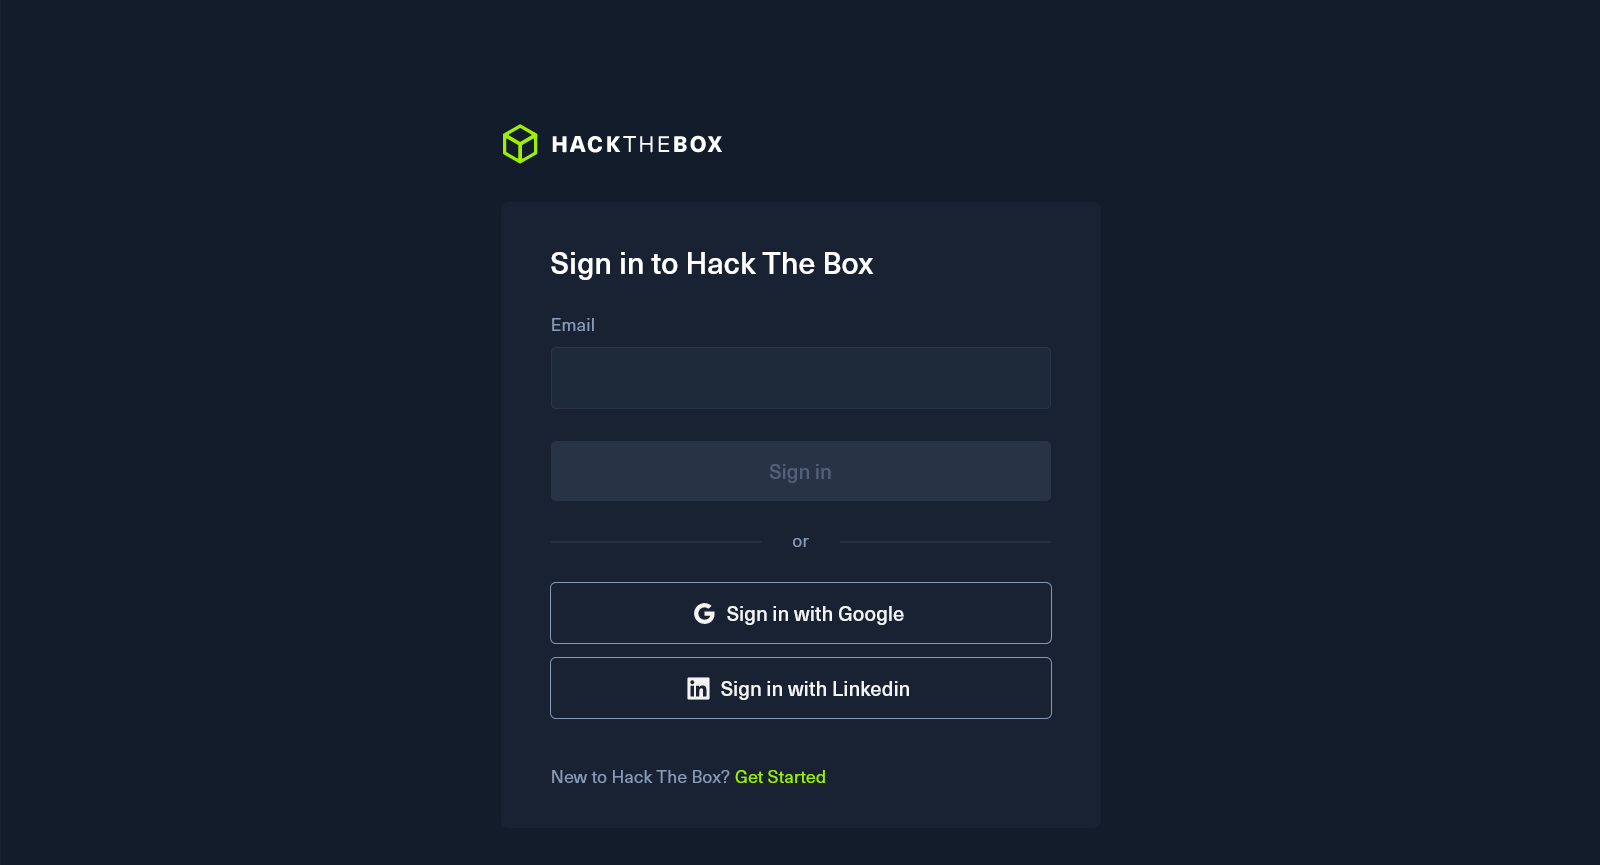 HACKTHEBOX
Sign in to Hack The Box
Email
Sign in
or
Sign in with Google
Sign in with Linkedin
New to Hack The Box? Get Started